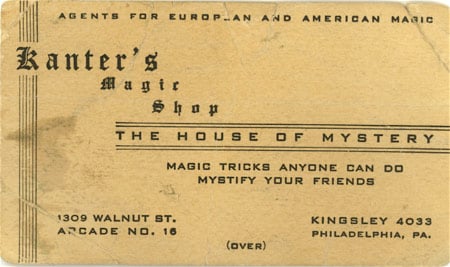 AGENTS FOR EUROPEAN AND AMERICAN MAGIC
Kanter's
Magic
Shop
THE HOUSE OF MYSTERY
MAGIC TRICKS ANYONE CAN DO
MYSTIFY YOUR FRIENDS
1309 WALNUT ST.
ARCADE NO. 16
KINGSLEY 4033
PHILADELPHIA, PA.
(OVER)